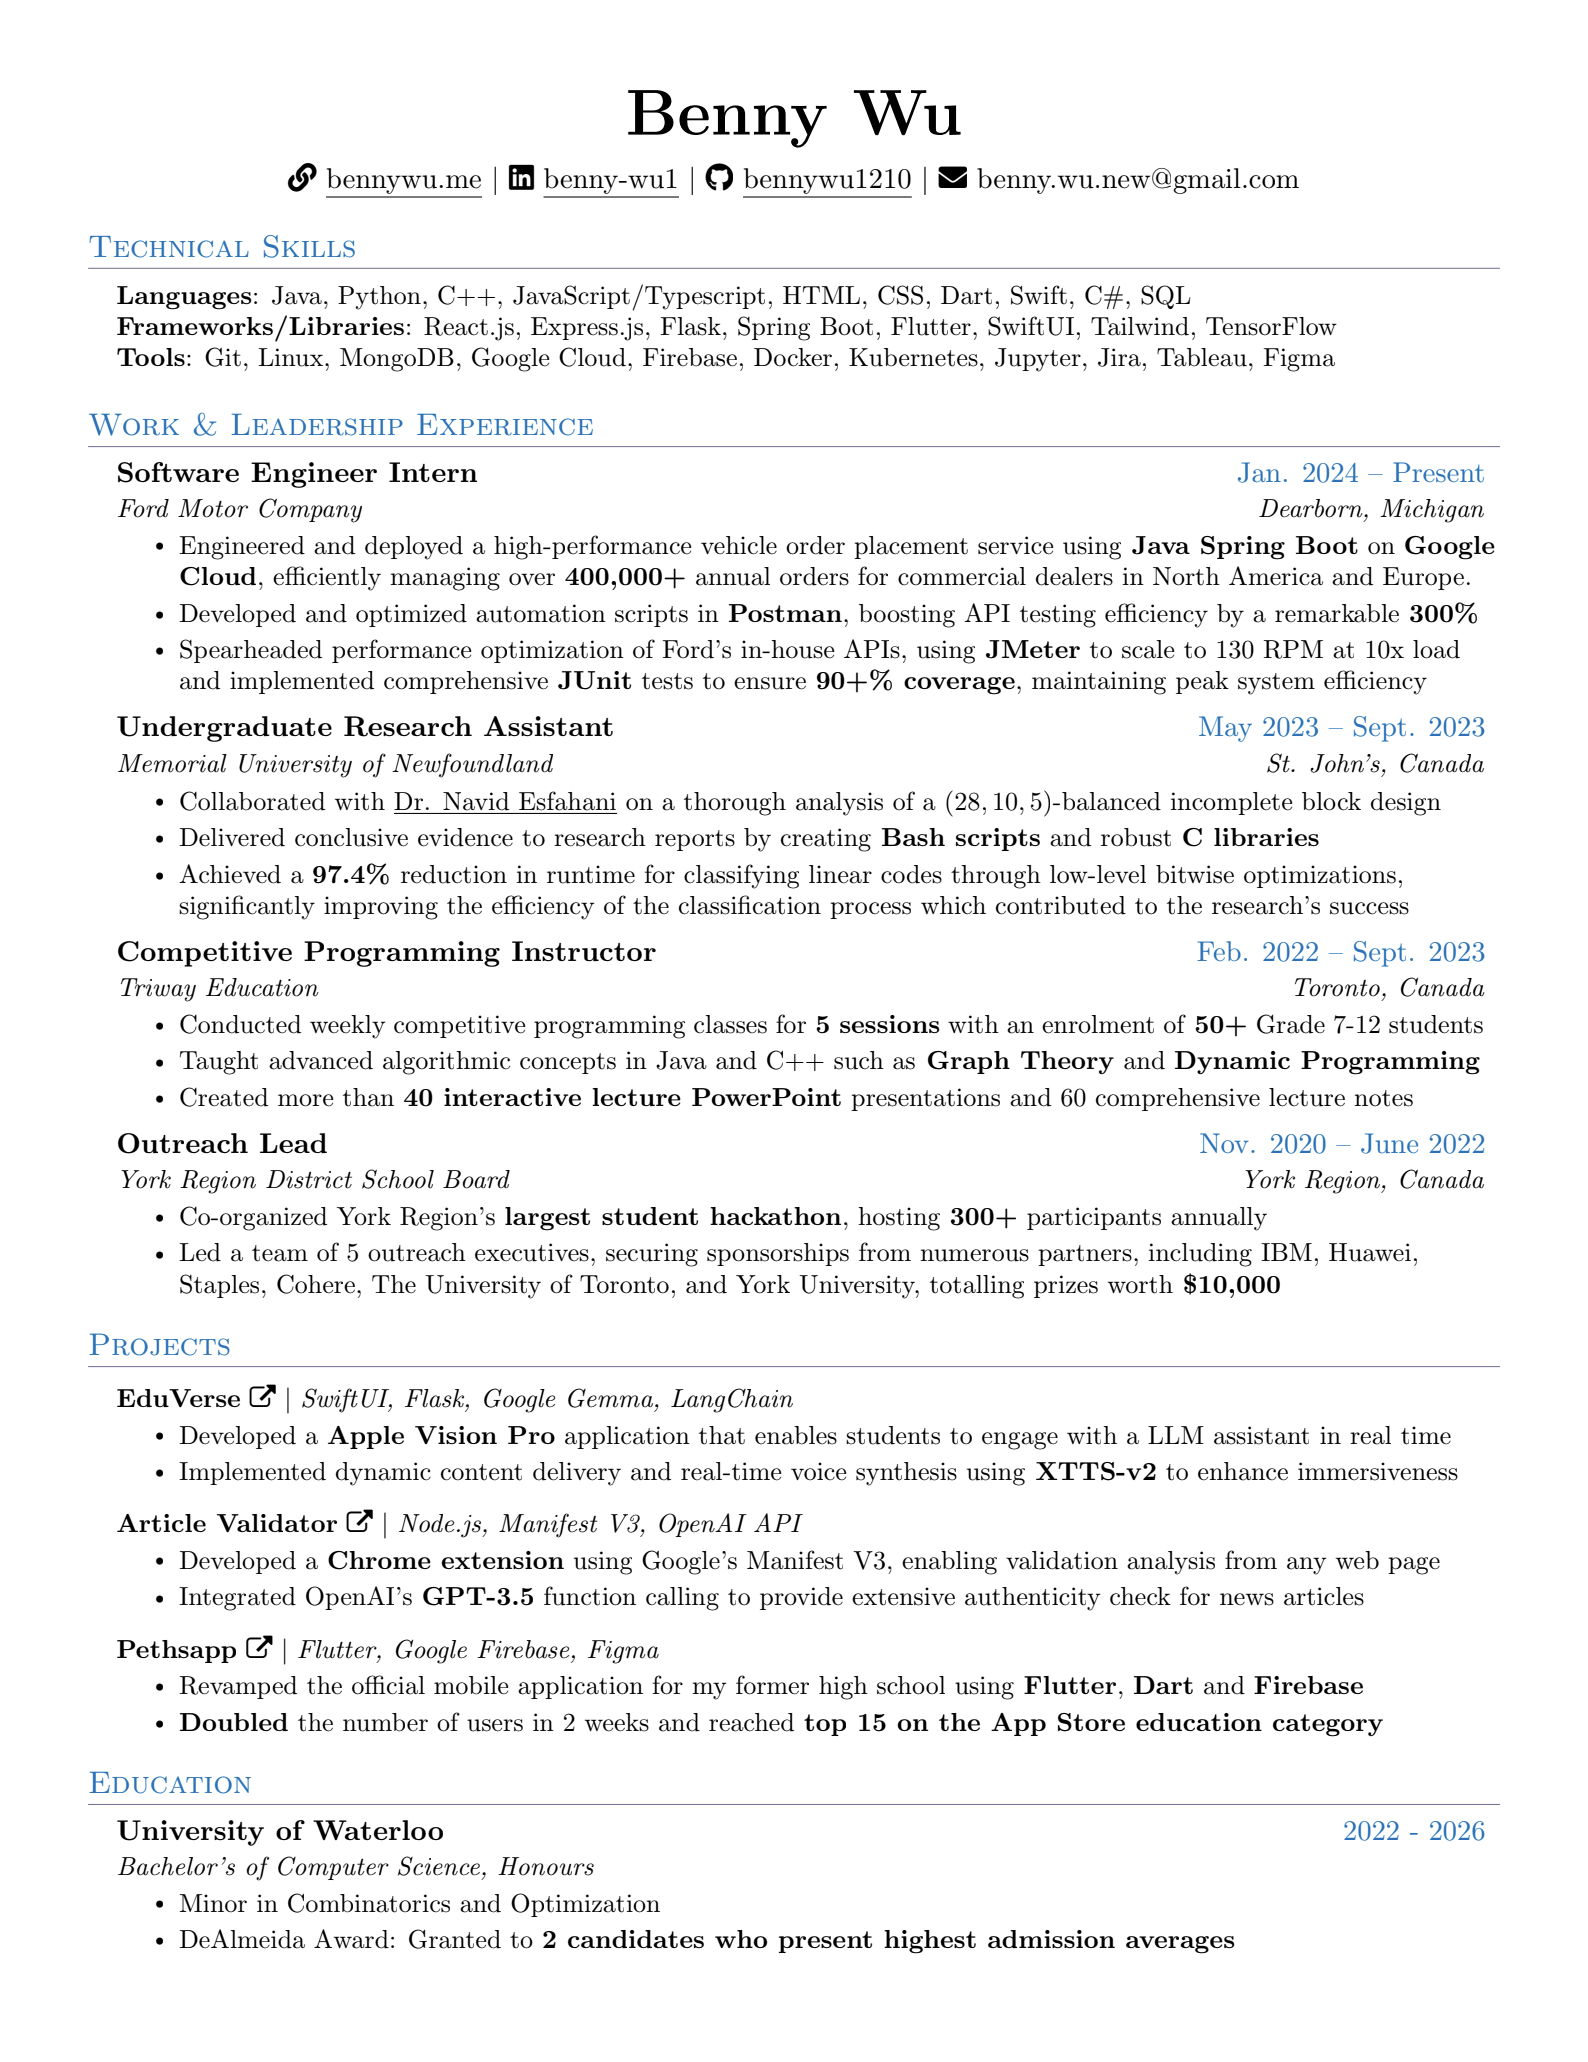 Benny Wu
bennywu.me | benny-wu1 | bennywu1210 | benny.wu.new@gmail.com
Technical Skills
Languages: Java, Python, C++, JavaScript/Typescript, HTML, CSS, Dart, Swift, C#, SQL
Frameworks/Libraries: React.js, Express.js, Flask, Spring Boot, Flutter, SwiftUI, Tailwind, TensorFlow
Tools: Git, Linux, MongoDB, Google Cloud, Firebase, Docker, Kubernetes, Jupyter, Jira, Tableau, Figma
Work & Leadership Experience
Software Engineer Intern Jan. 2024 – Present
Ford Motor Company Dearborn, Michigan
• Engineered and deployed a high-performance vehicle order placement service using Java Spring Boot on Google
Cloud, efficiently managing over 400,000+ annual orders for commercial dealers in North America and Europe.
• Developed and optimized automation scripts in Postman, boosting API testing efficiency by a remarkable 300%
• Spearheaded performance optimization of Ford's in-house APIs, using JMeter to scale to 130 RPM at 10x load
and implemented comprehensive JUnit tests to ensure 90+% coverage, maintaining peak system efficiency
Undergraduate Research Assistant May 2023 – Sept. 2023
Memorial University of Newfoundland St. John's, Canada
• Collaborated with Dr. Navid Esfahani on a thorough analysis of a (28, 10, 5)-balanced incomplete block design
• Delivered conclusive evidence to research reports by creating Bash scripts and robust C libraries
• Achieved a 97.4% reduction in runtime for classifying linear codes through low-level bitwise optimizations,
significantly improving the efficiency of the classification process which contributed to the research's success
Competitive Programming Instructor Feb. 2022 – Sept. 2023
Triway Education Toronto, Canada
• Conducted weekly competitive programming classes for 5 sessions with an enrolment of 50+ Grade 7-12 students
• Taught advanced algorithmic concepts in Java and C++ such as Graph Theory and Dynamic Programming
• Created more than 40 interactive lecture PowerPoint presentations and 60 comprehensive lecture notes
Outreach Lead Nov. 2020 – June 2022
York Region District School Board York Region, Canada
• Co-organized York Region's largest student hackathon, hosting 300+ participants annually
• Led a team of 5 outreach executives, securing sponsorships from numerous partners, including IBM, Huawei,
Staples, Cohere, The University of Toronto, and York University, totalling prizes worth $10,000
Projects
EduVerse | SwiftUI, Flask, Google Gemma, LangChain
• Developed a Apple Vision Pro application that enables students to engage with a LLM assistant in real time
• Implemented dynamic content delivery and real-time voice synthesis using XTTS-v2 to enhance immersiveness
Article Validator | Node.js, Manifest V3, OpenAI API
• Developed a Chrome extension using Google's Manifest V3, enabling validation analysis from any web page
• Integrated OpenAI's GPT-3.5 function calling to provide extensive authenticity check for news articles
Pethsapp | Flutter, Google Firebase, Figma
• Revamped the official mobile application for my former high school using Flutter, Dart and Firebase
• Doubled the number of users in 2 weeks and reached top 15 on the App Store education category
Education
University of Waterloo 2022 - 2026
Bachelor's of Computer Science, Honours
• Minor in Combinatorics and Optimization
• DeAlmeida Award: Granted to 2 candidates who present highest admission averages